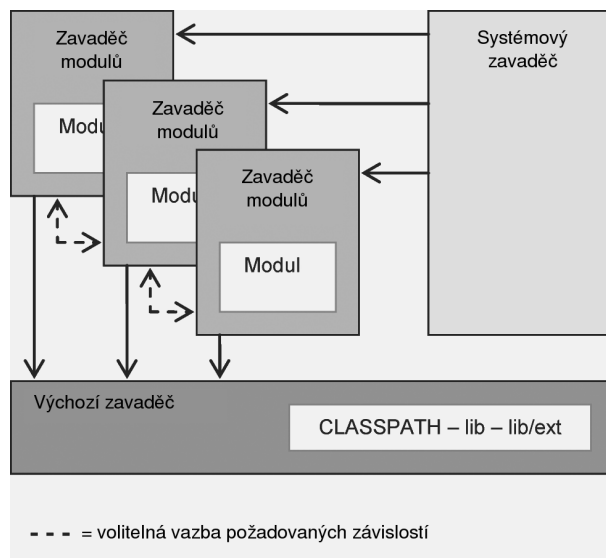 Zavaděč
modulů
Modu
Zavaděč
modulů
Modu
Zavaděč
modulů
Modul
Systémový
zavaděč
Výchozí zavaděč
CLASSPATH – lib – lib/ext
= volitelná vazba požadovaných závislostí